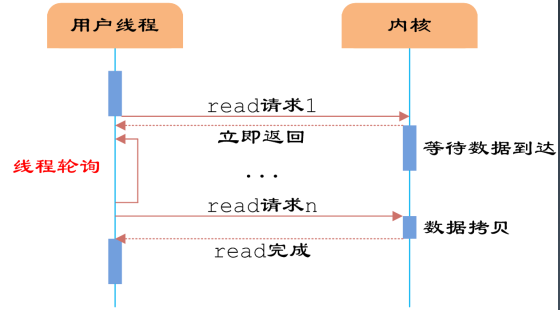 用户线程
内核
read请求1
立即返回
等待数据到达
线程轮询
...
read请求n
数据拷贝
read完成